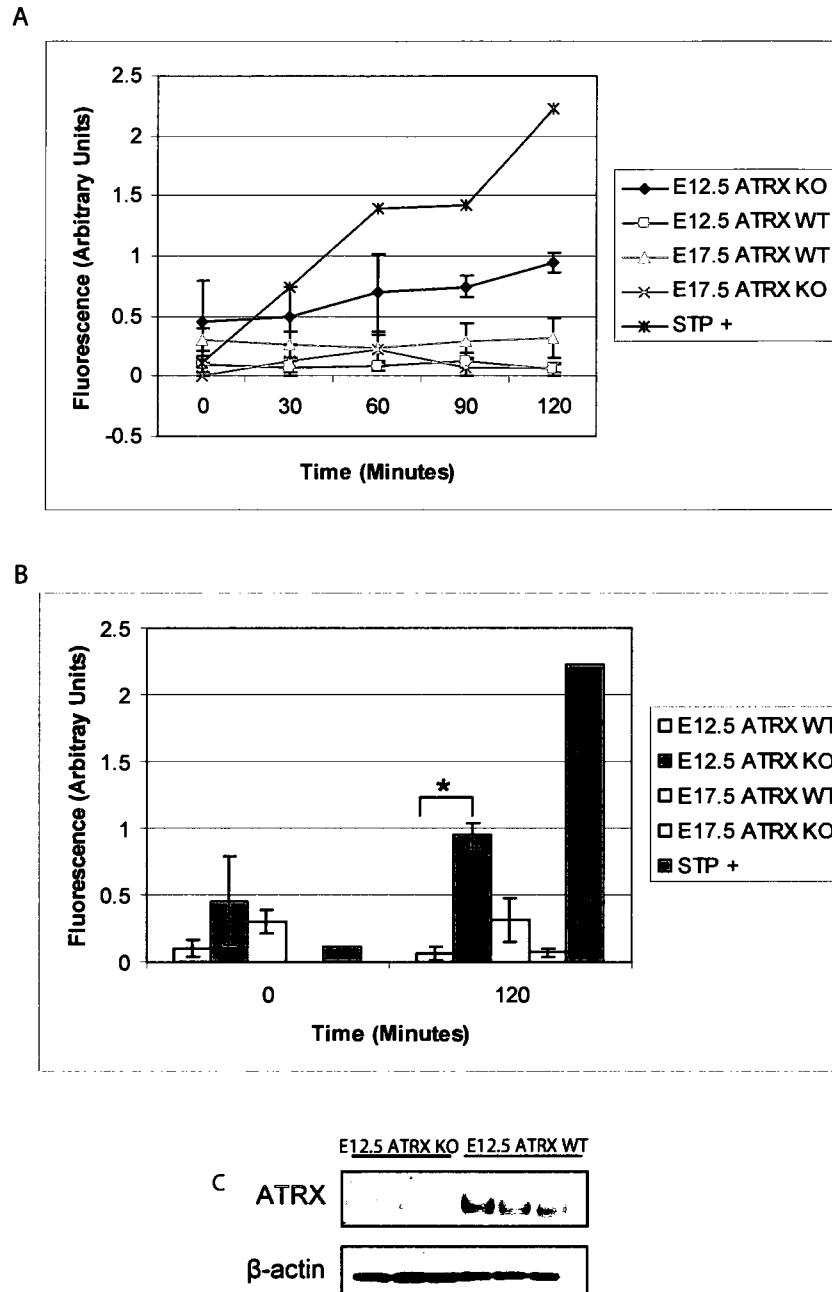 A
Fluorescence (Arbitrary Units)
2.5
2
1.5
1
0.5
0
-0.5
0 30 60 90 120
Time (Minutes)
E12.5 ATRX KO
E12.5 ATRX WT
E17.5 ATRX WT
E17.5 ATRX KO
STP +
B
Fluorescence (Arbitray Units)
2.5
2
1.5
1
0.5
0
*
0 120
Time (Minutes)
E12.5 ATRX WT
E12.5 ATRX KO
E17.5 ATRX WT
E17.5 ATRX KO
STP +
E12.5 ATRX KO E12.5 ATRX WT
C
ATRX
β-actin